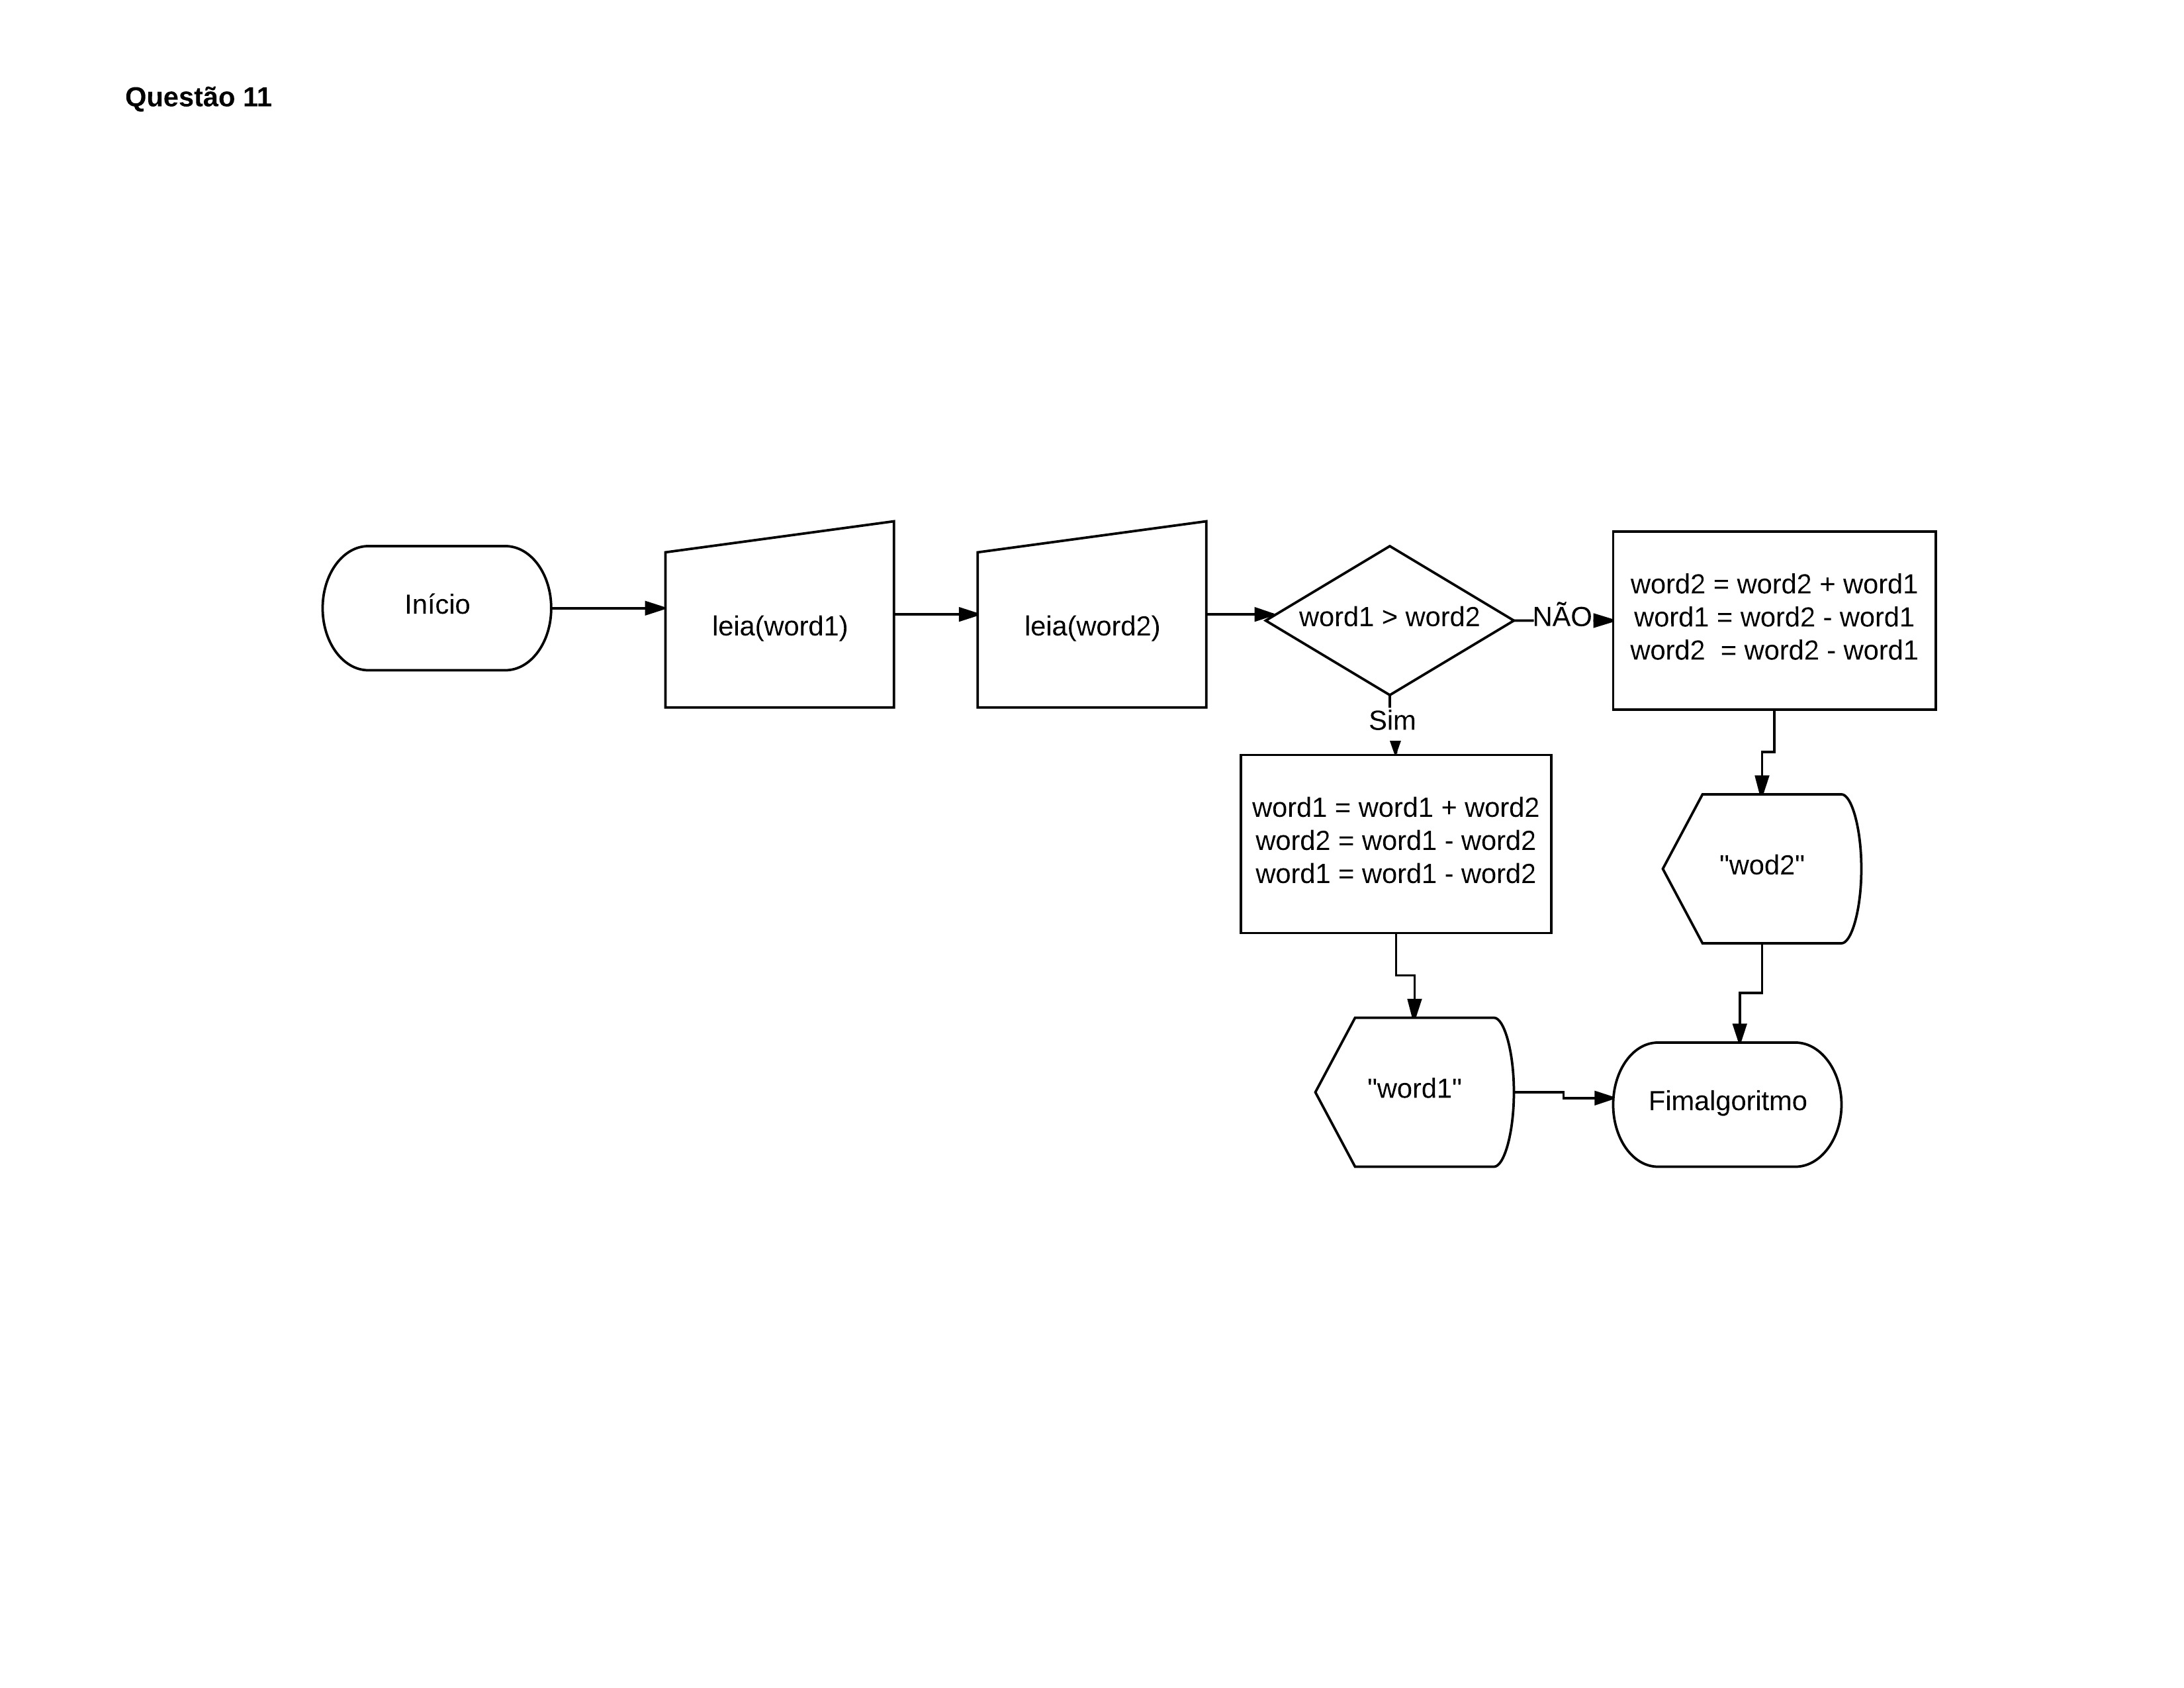 Questão 11
Início
leia(word1)
leia(word2)
word1 > word2
NÃO
word2 = word2 + word1
word1 = word2 - word1
word2  = word2 - word1
Sim
word1 = word1 + word2
word2 = word1 - word2
word1 = word1 - word2
"wod2"
"word1"
Fimalgoritmo